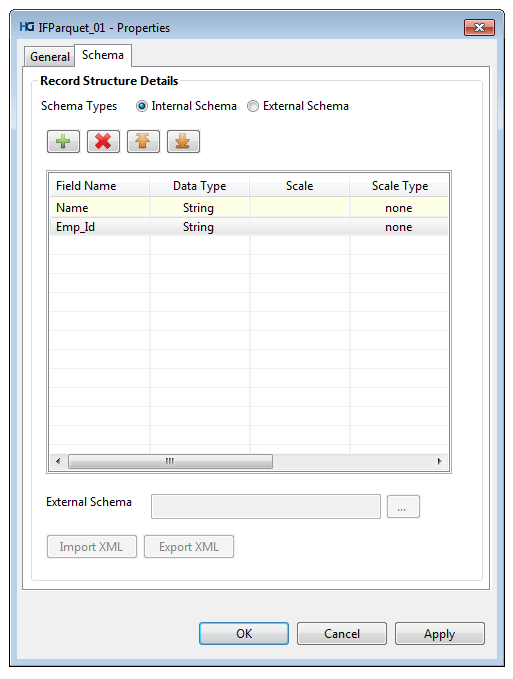 HG IFParquet_01 - Properties
General Schema
Record Structure Details
Schema Types Internal Schema External Schema
Field Name Data Type Scale Scale Type
Name String none
Emp_Id String none
External Schema ...
Import XML Export XML
OK Cancel Apply